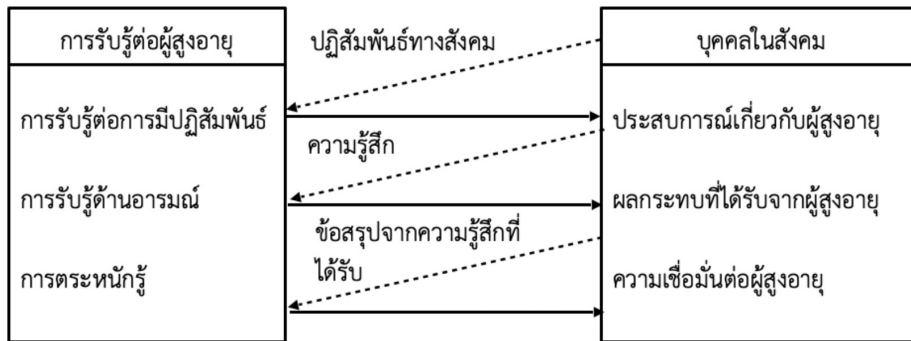 การรับรู้ต่อผู้สูงอายุ
การรับรู้ต่อการมีปฏิสัมพันธ์
การรับรู้ด้านอารมณ์
การตระหนักรู้
ปฏิสัมพันธ์ทางสังคม
ความรู้สึก
ข้อสรุปจากความรู้สึกที่
ได้รับ
บุคคลในสังคม
ประสบการณ์เกี่ยวกับผู้สูงอายุ
ผลกระทบที่ได้รับจากผู้สูงอายุ
ความเชื่อมั่นต่อผู้สูงอายุ